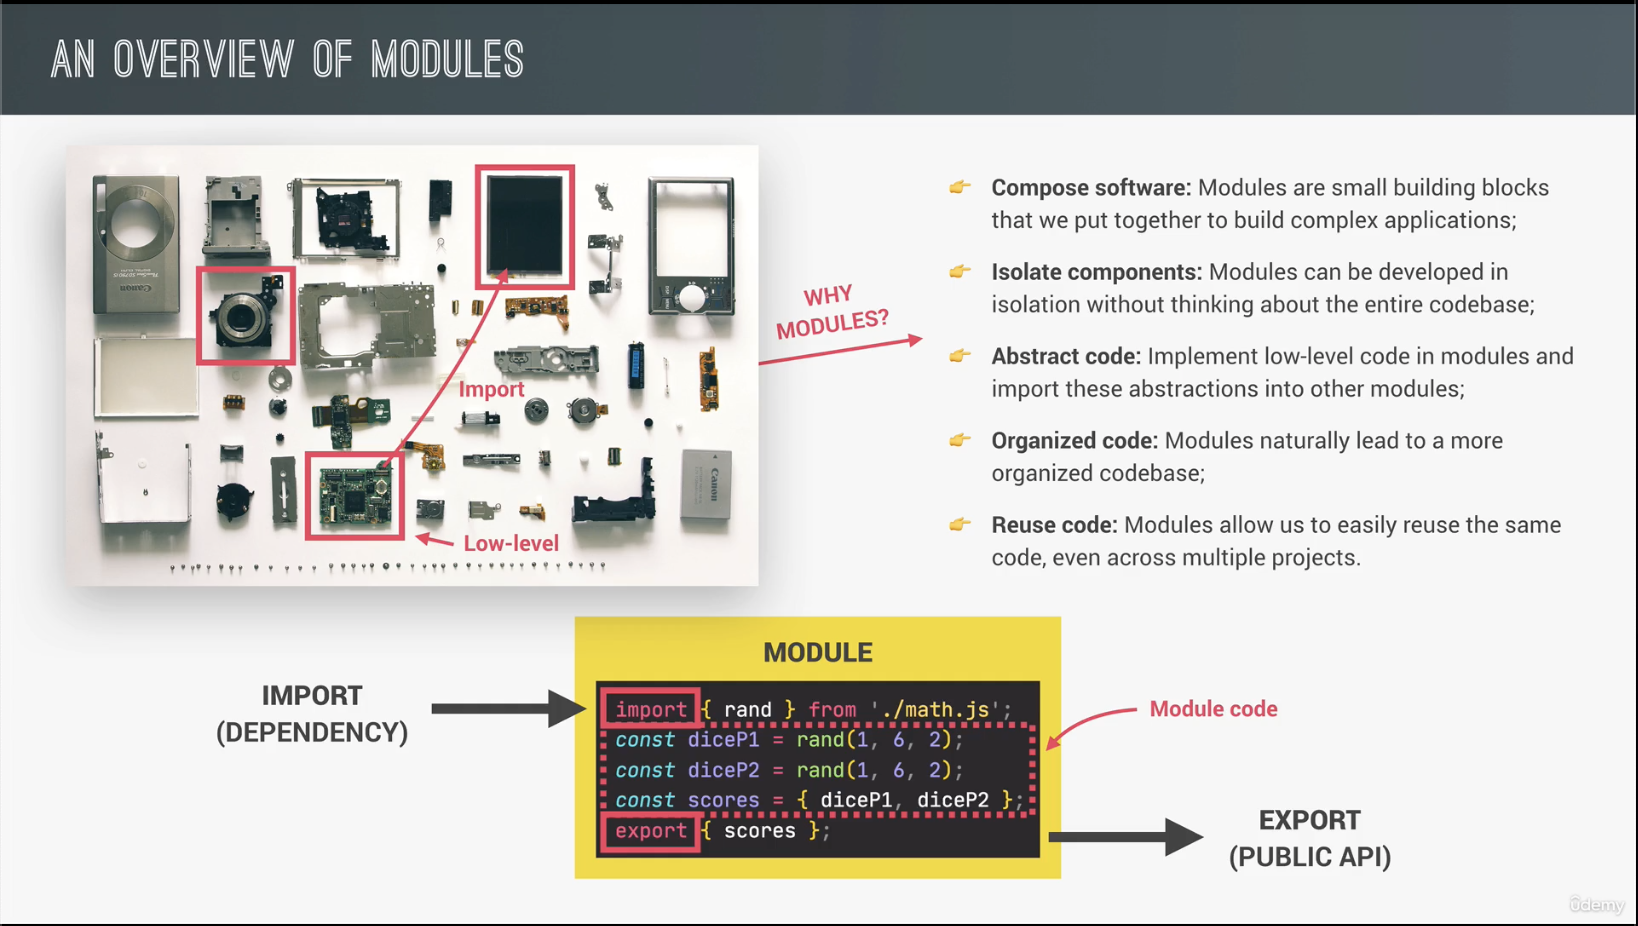 AN OVERVIEW OF MODULES
Canon
Import
Low-level
Canon
WHY
MODULES?
👉 Compose software: Modules are small building blocks
that we put together to build complex applications;
👉 Isolate components: Modules can be developed in
isolation without thinking about the entire codebase;
👉 Abstract code: Implement low-level code in modules and
import these abstractions into other modules;
👉 Organized code: Modules naturally lead to a more
organized codebase;
👉 Reuse code: Modules allow us to easily reuse the same
code, even across multiple projects.
IMPORT
(DEPENDENCY)
MODULE
import { rand } from './math.js';
const diceP1 = rand(1, 6, 2);
const diceP2 = rand(1, 6, 2);
const scores = { diceP1, diceP2 };
export { scores };
Module code
EXPORT
(PUBLIC API)
ûdemy